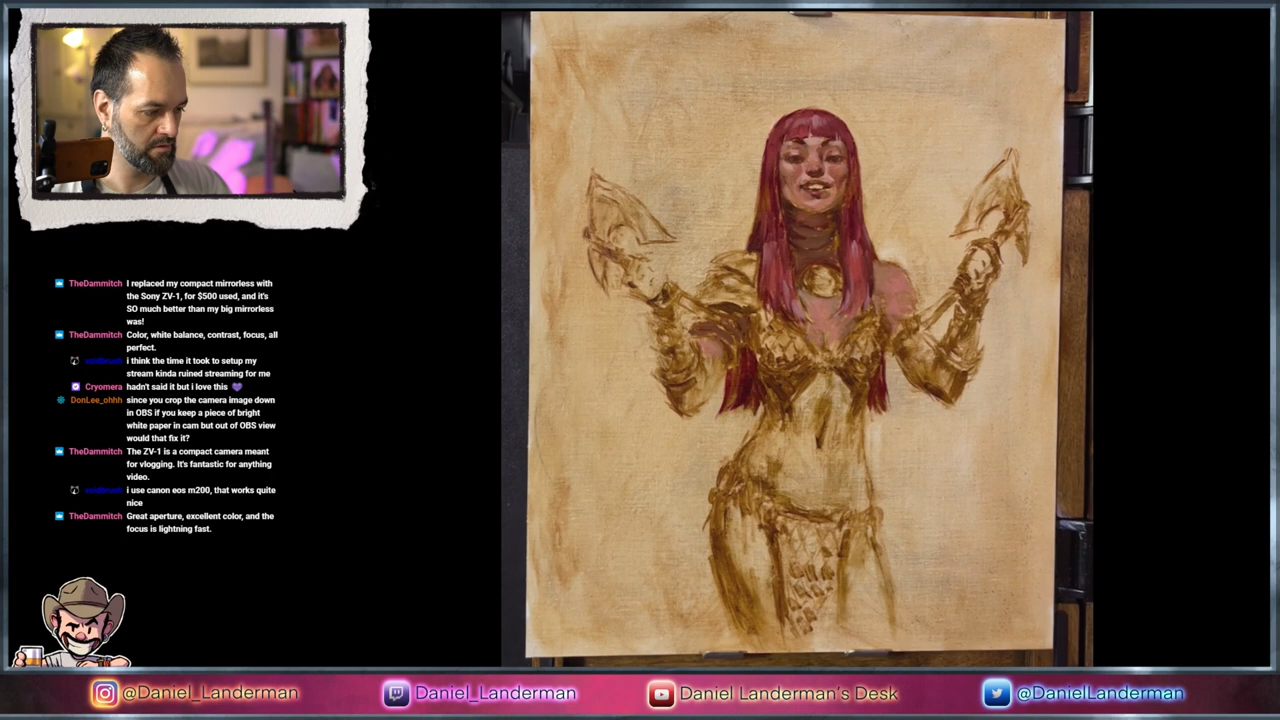 TheDammitch I replaced my compact mirrorless with
the Sony ZV-1, for $500 used, and it's
SO much better than my big mirrorless
was!
TheDammitch Color, white balance, contrast, focus, all
perfect.
i think the time it took to setup my
stream kinda ruined streaming for me
Cryomera hadn't said it but i love this
DonLee_ohhh since you crop the camera image down
in OBS if you keep a piece of bright
white paper in cam but out of OBS view
would that fix it?
TheDammitch The ZV-1 is a compact camera meant
for vlogging. It's fantastic for anything
video.
i use canon eos m200, that works quite
nice
TheDammitch Great aperture, excellent color, and the
focus is lightning fast.
@Daniel_Landerman Daniel_Landerman Daniel Landerman's Desk @DanielLanderman